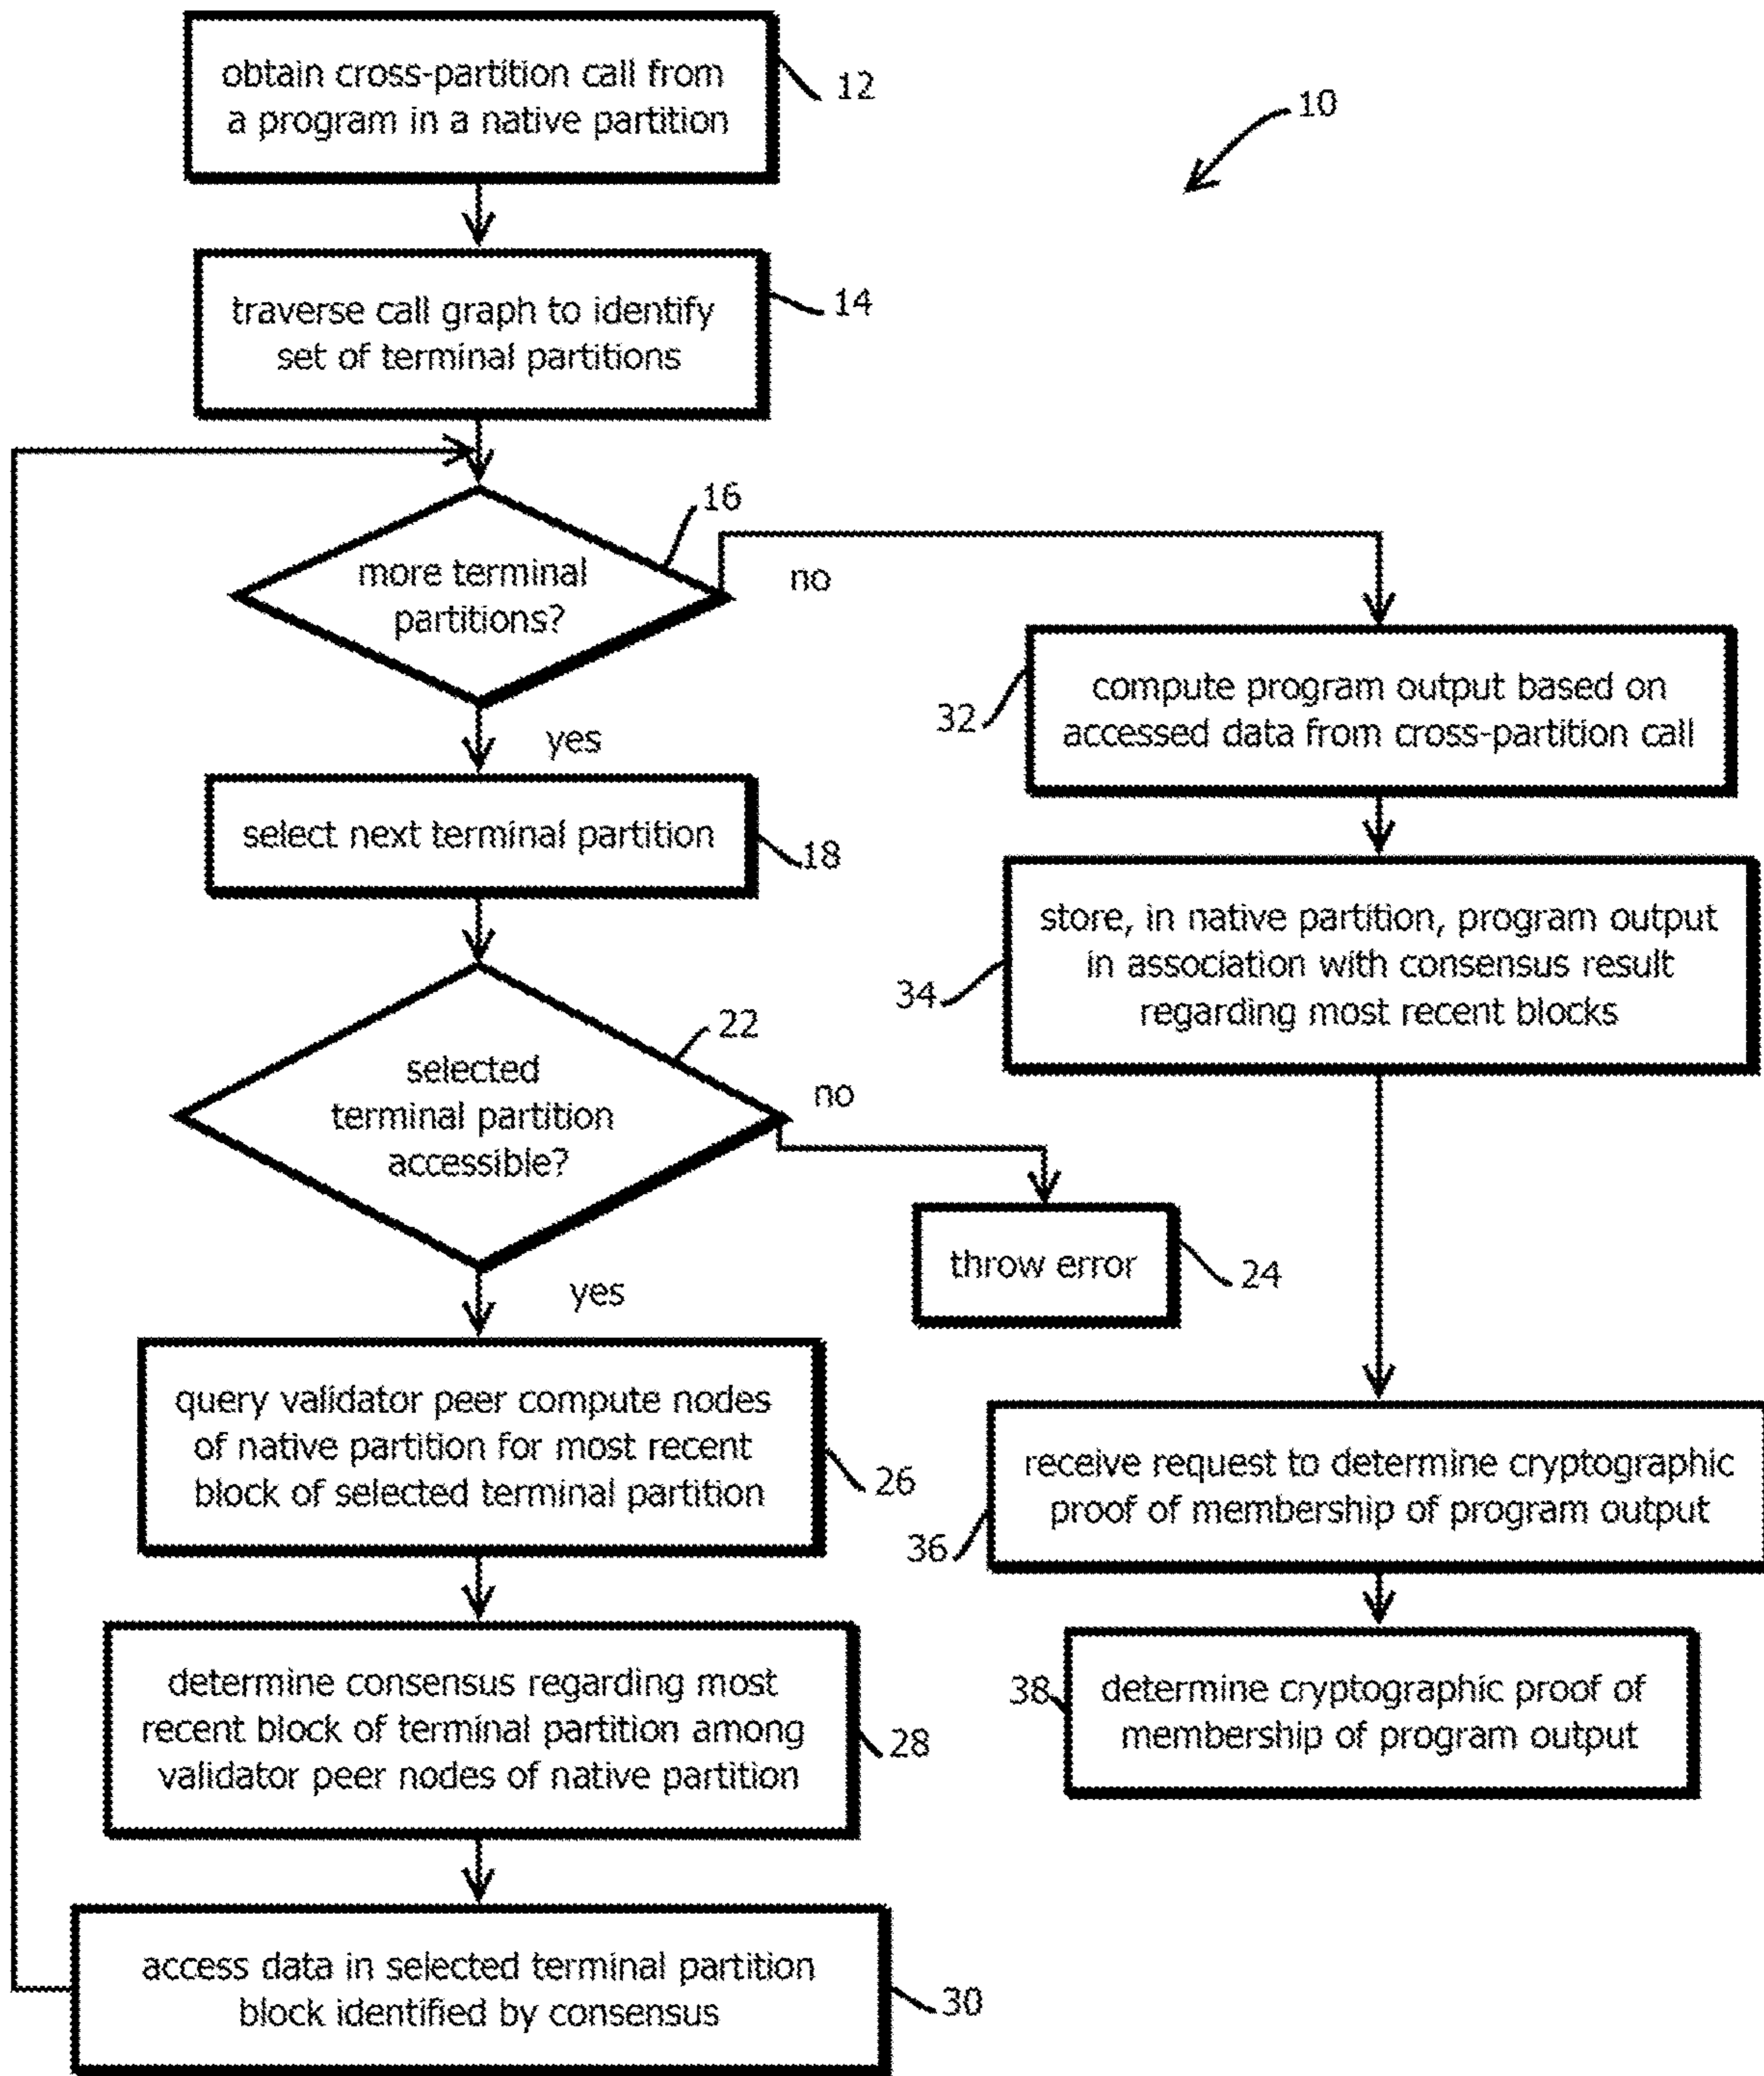 obtain cross-partition call from
a program in a native partition
12
10
traverse call graph to identify
set of terminal partitions
14
more terminal
partitions?
16
no
yes
select next terminal partition
18
selected
terminal partition
accessible?
22
no
throw error
24
yes
query validator peer compute nodes
of native partition for most recent
block of selected terminal partition
26
determine consensus regarding most
recent block of terminal partition among
validator peer nodes of native partition
28
access data in selected terminal partition
block identified by consensus
30
compute program output based on
accessed data from cross-partition call
32
store, in native partition, program output
in association with consensus result
regarding most recent blocks
34
receive request to determine cryptographic
proof of membership of program output
36
determine cryptographic proof of
membership of program output
38